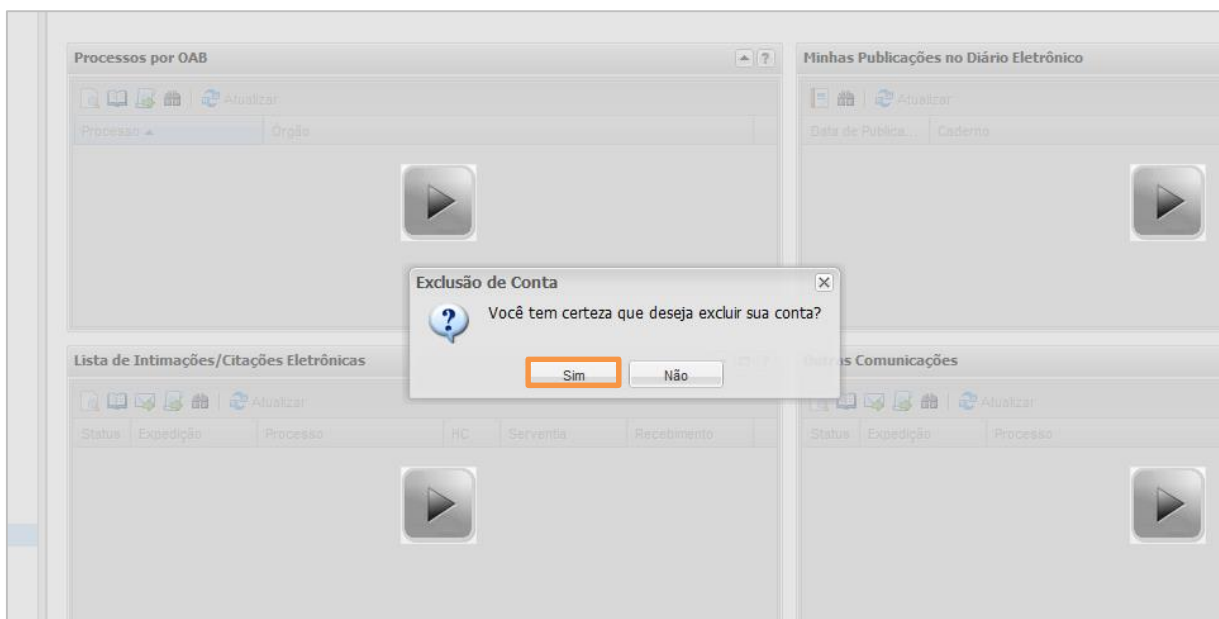 Processos por OAB
Minhas Publicações no Diário Eletrônico
Atualizar
Atualizar
Processo Órgão
Data de Publica... Caderno
Exclusão de Conta
Você tem certeza que deseja excluir sua conta?
Sim Não
Lista de Intimações/Citações Eletrônicas
Comunicações
Atualizar
Atualizar
Status Expedição Processo HC Serventia Recebimento
Status Expedição Processo